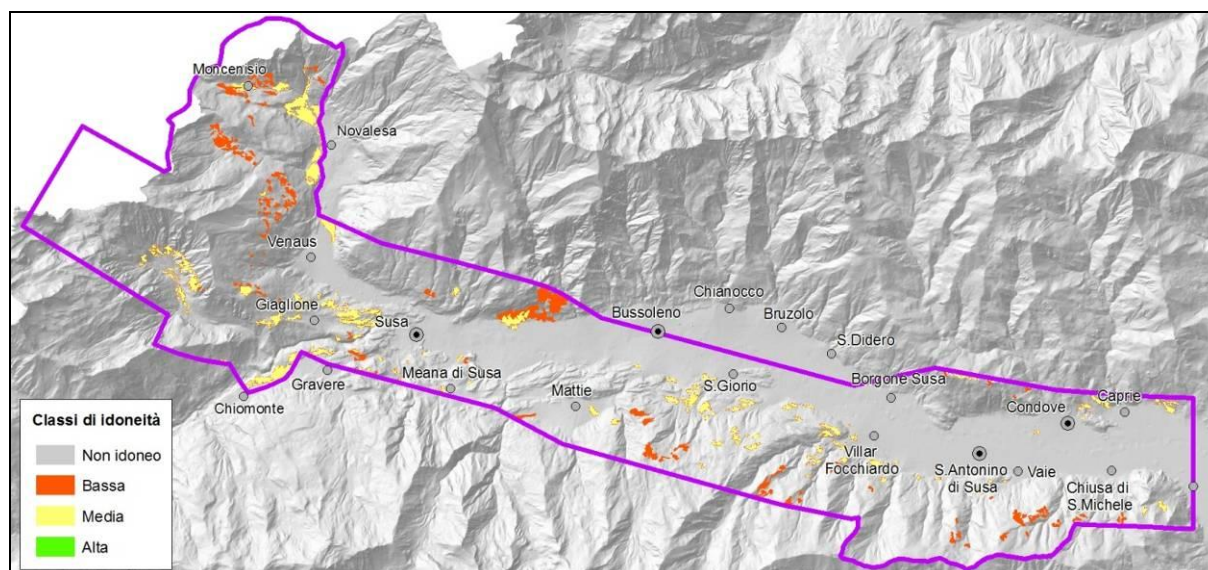 Moncenisio
Novalesa
Venaus
Giaglione
Susa
Bussoleno
Chianocco
Bruzolo
S.Didero
Gravere
Meana di Susa
Mattie
S.Giorio
Borgone Susa
Chiomonte
Condove
Caprie
Villar
Focchiardo
S.Antonino
di Susa
Vaie
Chiusa di
S.Michele
Classi di idoneità
Non idoneo
Bassa
Media
Alta